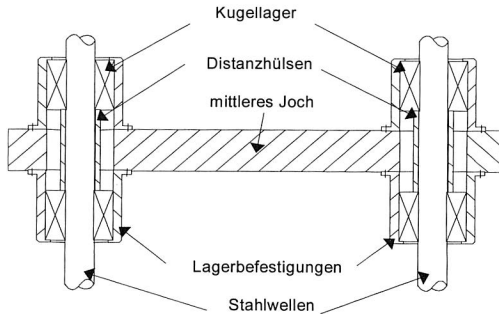 Kugellager
Distanzhülsen
mittleres Joch
Lagerbefestigungen
Stahlwellen